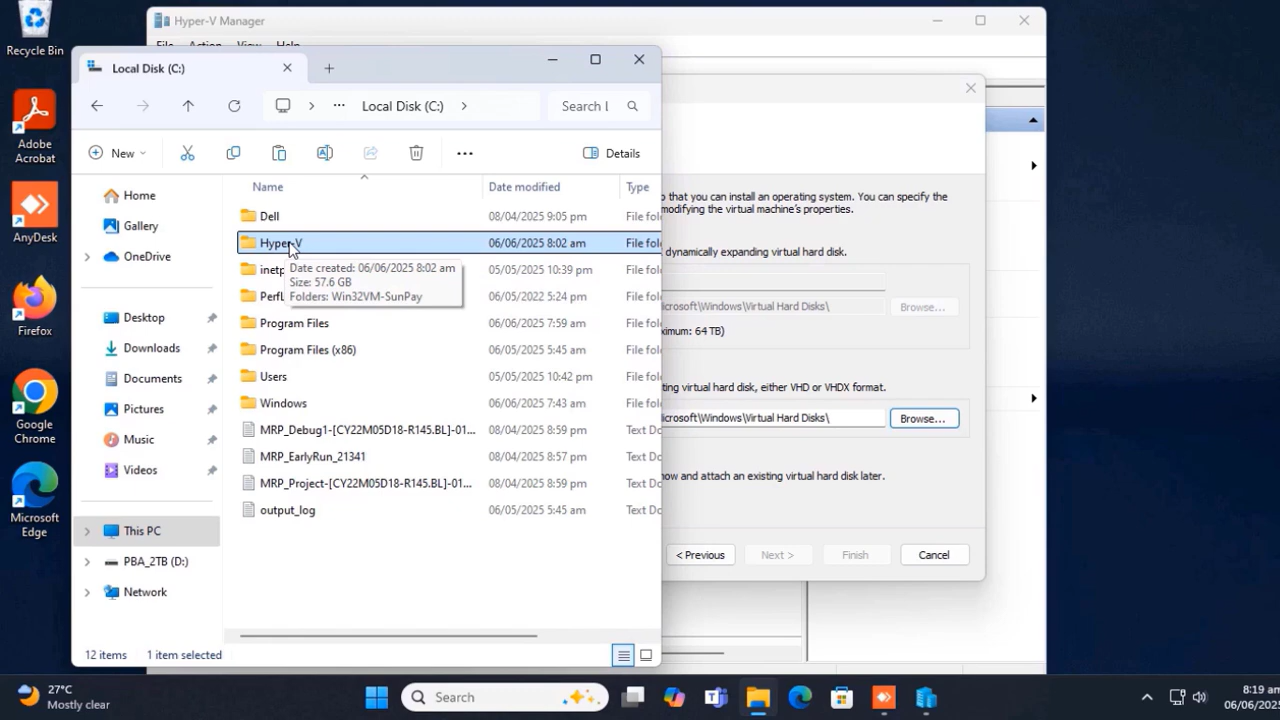 Recycle Bin
Adobe
Acrobat
AnyDesk
Firefox
Google
Chrome
Microsoft
Edge
Hyper-V Manager
File Action View Help
Local Disk (C:)
Local Disk (C:)
Search
New
Details
Home
Gallery
OneDrive
Desktop
Downloads
Documents
Pictures
Music
Videos
This PC
PBA_2TB (D:)
Network
Name Date modified Type
Dell 08/04/2025 9:05 pm File fo
Hyper-V 06/06/2025 8:02 am File fol
inetp 05/05/2025 10:39 pm File fol
PerfL 06/05/2022 5:24 pm File fol
Program Files 06/06/2025 7:59 am File fol
Program Files (x86) 06/05/2025 5:45 am File fol
Users 05/05/2025 10:42 pm File fol
Windows 06/06/2025 7:43 am File fol
MRP_Debug1-[CY22M05D18-R145.BL]-01... 08/04/2025 8:59 pm Text Do
MRP_EarlyRun_21341 08/04/2025 8:57 pm Text Do
MRP_Project-[CY22M05D18-R145.BL]-01... 08/04/2025 8:59 pm Text Do
output_log 06/05/2025 5:45 am Text Do
Date created: 06/06/2025 8:02 am
Size: 57.6 GB
Folders: Win32VM-SunPay
12 items 1 item selected
so that you can install an operating system. You can specify the
modifying the virtual machine's properties.
dynamically expanding virtual hard disk.
icrosoft\Windows\Virtual Hard Disks\ Browse...
ximum: 64 TB)
ting virtual hard disk, either VHD or VHDX format.
icrosoft\Windows\Virtual Hard Disks\ Browse...
now and attach an existing virtual hard disk later.
< Previous Next > Finish Cancel
27°C
Mostly clear
Search
8:19 am
06/06/2025